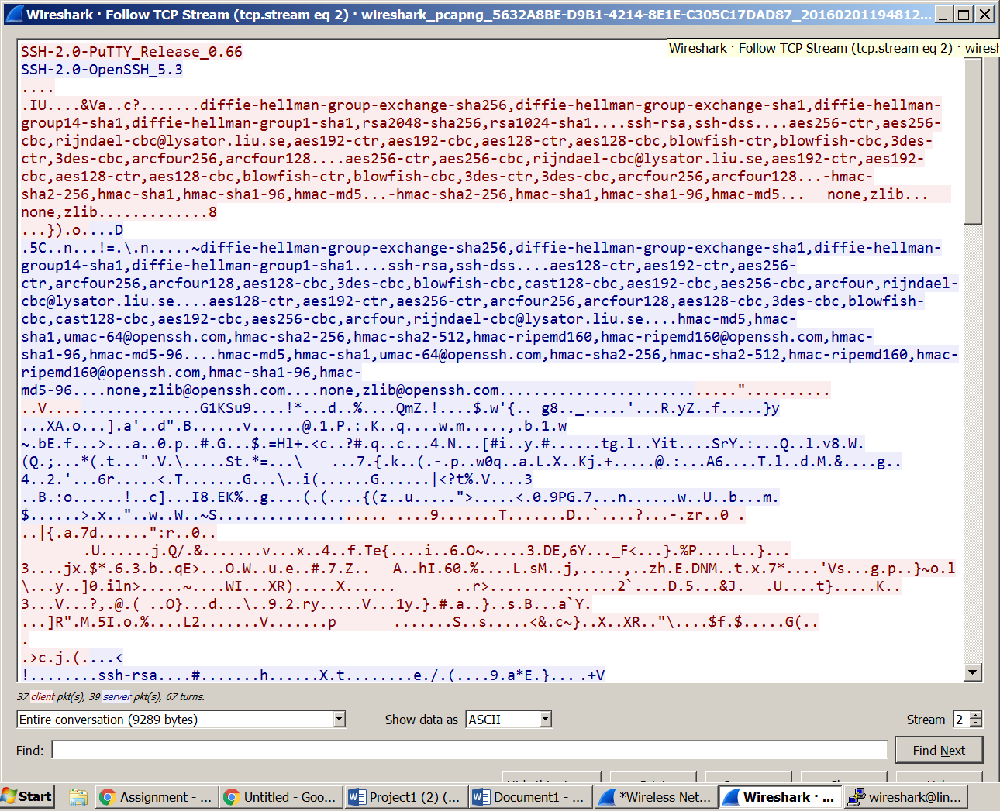 Wireshark · Follow TCP Stream (tcp.stream eq 2) · wireshark_pcapng_5632A8BE-D9B1-4214-8E1E-C305C17DAD87_20160201194812...
Wireshark · Follow TCP Stream (tcp.stream eq 2) · wiresh
SSH-2.0-PuTTY_Release_0.66
SSH-2.0-OpenSSH_5.3
....
.IU....&Va..c?.......diffie-hellman-group-exchange-sha256,diffie-hellman-group-exchange-sha1,diffie-hellman-
group14-sha1,diffie-hellman-group1-sha1,rsa2048-sha256,rsa1024-sha1....ssh-rsa,ssh-dss....aes256-ctr,aes256-
cbc,rijndael-cbc@lysator.liu.se,aes192-ctr,aes192-cbc,aes128-ctr,aes128-cbc,blowfish-ctr,blowfish-cbc,3des-
ctr,3des-cbc,arcfour256,arcfour128....aes256-ctr,aes256-cbc,rijndael-cbc@lysator.liu.se,aes192-ctr,aes192-
cbc,aes128-ctr,aes128-cbc,blowfish-ctr,blowfish-cbc,3des-ctr,3des-cbc,arcfour256,arcfour128...-hmac-
sha2-256,hmac-sha1,hmac-sha1-96,hmac-md5...-hmac-sha2-256,hmac-sha1,hmac-sha1-96,hmac-md5...   none,zlib...
none,zlib.............8
...}).o....D
.5C..n...!=.\.n.....~diffie-hellman-group-exchange-sha256,diffie-hellman-group-exchange-sha1,diffie-hellman-
group14-sha1,diffie-hellman-group1-sha1....ssh-rsa,ssh-dss....aes128-ctr,aes192-ctr,aes256-
ctr,arcfour256,arcfour128,aes128-cbc,3des-cbc,blowfish-cbc,cast128-cbc,aes192-cbc,aes256-cbc,arcfour,rijndael-
cbc@lysator.liu.se....aes128-ctr,aes192-ctr,aes256-ctr,arcfour256,arcfour128,aes128-cbc,3des-cbc,blowfish-
cbc,cast128-cbc,aes192-cbc,aes256-cbc,arcfour,rijndael-cbc@lysator.liu.se....hmac-md5,hmac-
sha1,umac-64@openssh.com,hmac-sha2-256,hmac-sha2-512,hmac-ripemd160,hmac-ripemd160@openssh.com,hmac-
sha1-96,hmac-md5-96....hmac-md5,hmac-sha1,umac-64@openssh.com,hmac-sha2-256,hmac-sha2-512,hmac-ripemd160,hmac-
ripemd160@openssh.com,hmac-sha1-96,hmac-
md5-96....none,zlib@openssh.com....none,zlib@openssh.com............................"..........
..V..... .............G1KSu9....!*...d..%....QmZ.!....$.w'{.. g8.._.......'...R.yZ..f.....}y
...XA.o...].a'..d".B......v......@.1.P.:.K..q....w.m.....,.b.1.w
~.bE.f...>...a..0.p..#.G...$.=Hl+.<c..?#.q..c...4.N...[#i..y.#......tg.l..Yit....SrY.:...Q..l.v8.W.
(Q.;...*(.t...".V.\.....St.*=...\    ...7.{.k..(.-.p..w0q..a.L.X..Kj.+.....@.:...A6....T.l..d.M.&....g..
4..2.'...6r.....<.T.......G...\..i(......G......|<?t%.V....3
..B.:o......!..c]...I8.EK%..g....(.(....{(z..u.....">.....<.0.9PG.7...n......w..U..b...m.
$......>.x.."..w..W..~S..................... ....9.......T.......D..`....?...-.zr..0 .
..|{.a.7d......":r..0..
.U......j.Q/.&.......v...x..4..f.Te{....i..6.O~.....3.DE,6Y..._F<...}.%P....L..}...
3....jx.$*.6.3.b..qE>...O.W..u.e..#.7.Z..   A..hI.60.%....L.sM..j,.....,..zh.E.DNM..t.x.7*....'Vs...g.p..}~o.l
\...y..]0.iln>.....~....WI...XR).....X......          ..r>...............2`....D.5...&J.   .U....t}.....K..
3...V...?,.@.( ..O}...d...\..9.2.ry.....V...1y.}.#.a..}..s.B...a`Y.
...]R".M.5I.o.%....L2.......V.......p       .......S..s.....<&.c~}..X..XR.."\....$f.$.....G(..
.
.>c.j.(....<
!........ssh-rsa....#.......h......X.t........e./.(....9.a*E.}... .+V
37 client pkt(s), 39 server pkt(s), 67 turns.
Entire conversation (9289 bytes)
Show data as
ASCII
Stream
2
Find:
Find Next
Start
Assignment - ...
Untitled - Goo...
Project1 (2) (...
Document1 - ...
*Wireless Net...
Wireshark · ...
wireshark@lin...